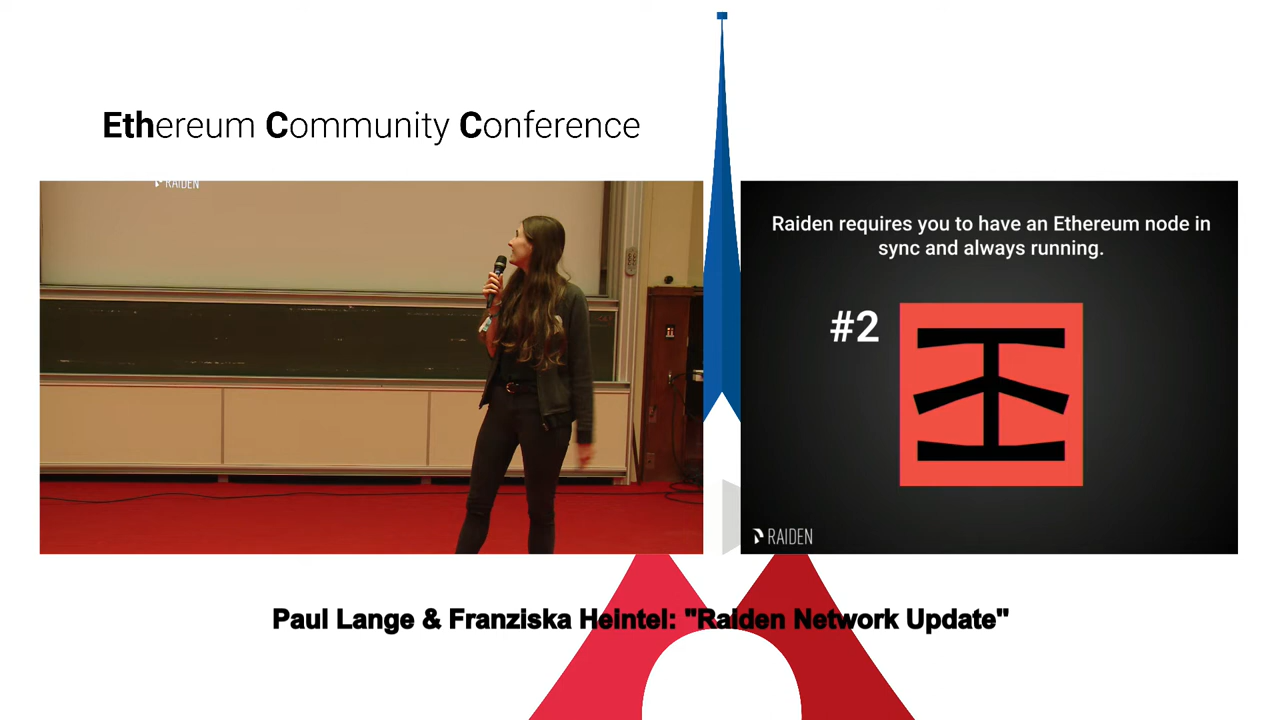 Ethereum Community Conference
RAIDEN
Raiden requires you to have an Ethereum node in
sync and always running.
#2
RAIDEN
Paul Lange & Franziska Heintel: "Raiden Network Update"